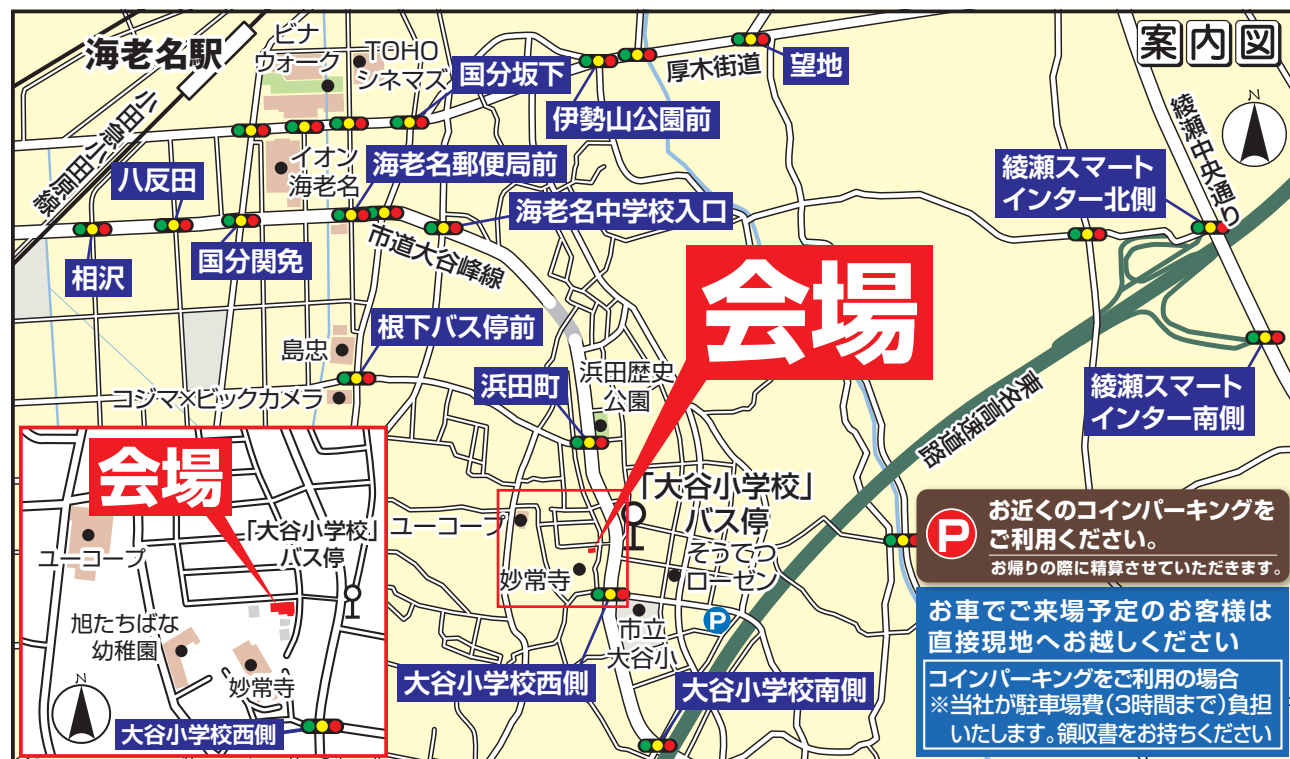 案内図
海老名駅
ビナ
ウォーク
TOHO
シネマズ
国分坂下
伊勢山公園前
厚木街道
望地
N
綾瀬中央通り
小田急小田原線
八反田
イオン
海老名
海老名郵便局前
海老名中学校入口
綾瀬スマート
インター北側
相沢
国分関免
市道大谷峰線
会場
島忠
根下バス停前
コジマ×ビックカメラ
浜田町
浜田歴史
公園
東名高速道路
綾瀬スマート
インター南側
「大谷小学校」
バス停
ユーコープ
そうてつ
ローゼン
妙常寺
P
市立
大谷小
大谷小学校西側
大谷小学校南側
会場
「大谷小学校」
バス停
ユーコープ
旭たちばな
幼稚園
妙常寺
N
大谷小学校西側
P
お近くのコインパーキングを
ご利用ください。
お帰りの際に精算させていただきます。
お車でご来場予定のお客様は
直接現地へお越しください
コインパーキングをご利用の場合
※当社が駐車場費(3時間まで)負担
いたします。領収書をお持ちください